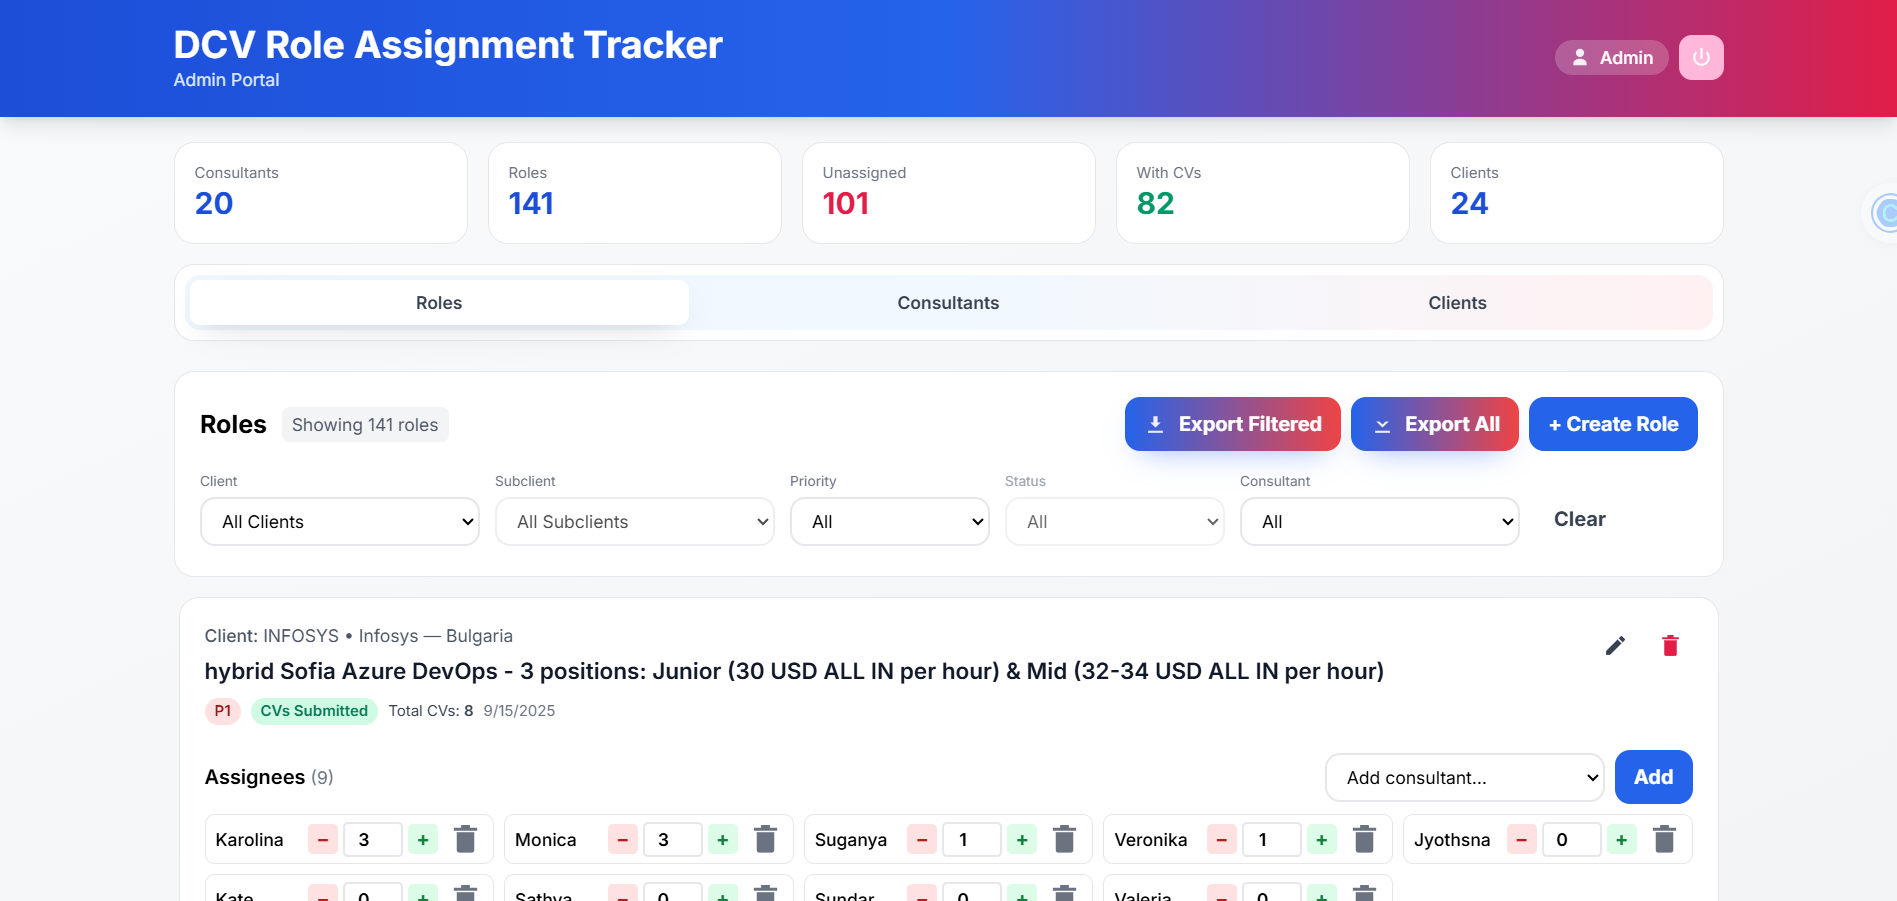 DCV Role Assignment Tracker
Admin Portal
Admin
Consultants
20
Roles
141
Unassigned
101
With CVs
82
Clients
24
Roles
Consultants
Clients
Roles
Showing 141 roles
Export Filtered
Export All
+ Create Role
Client
Subclient
Priority
Status
Consultant
All Clients
All Subclients
All
All
All
Clear
Client: INFOSYS • Infosys — Bulgaria
hybrid Sofia Azure DevOps - 3 positions: Junior (30 USD ALL IN per hour) & Mid (32-34 USD ALL IN per hour)
P1 CVs Submitted Total CVs: 8 9/15/2025
Assignees (9)
Add consultant...
Add
Karolina − 3 +
Monica − 3 +
Suganya − 1 +
Veronika − 1 +
Jyothsna − 0 +
Kate − 0 +
Sathya − 0 +
Sundar − 0 +
Valeria − 0 +